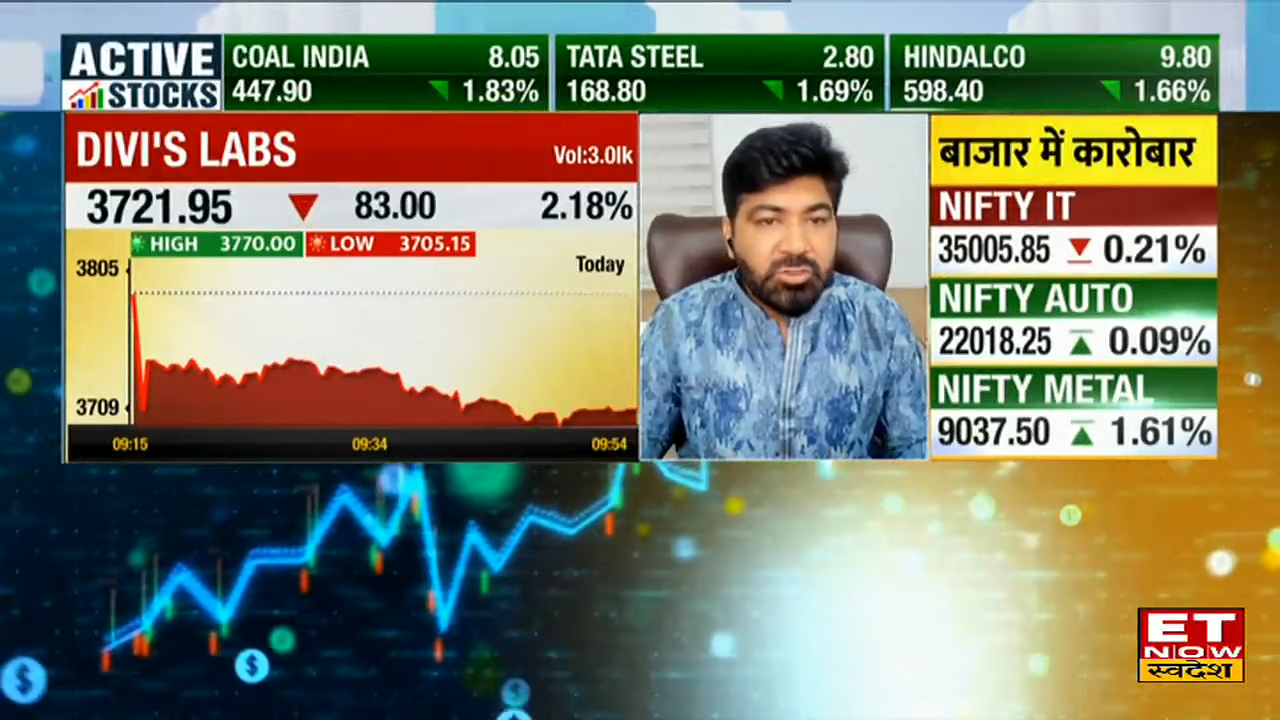 ACTIVE STOCKS
COAL INDIA 8.05
447.90 1.83%
TATA STEEL 2.80
168.80 1.69%
HINDALCO 9.80
598.40 1.66%
DIVI'S LABS Vol:3.0lk
3721.95 83.00 2.18%
HIGH 3770.00 LOW 3705.15
3805
Today
3709
09:15 09:34 09:54
बाजार में कारोबार
NIFTY IT
35005.85 0.21%
NIFTY AUTO
22018.25 0.09%
NIFTY METAL
9037.50 1.61%
$
$
$
ET
NOW
स्वदेश